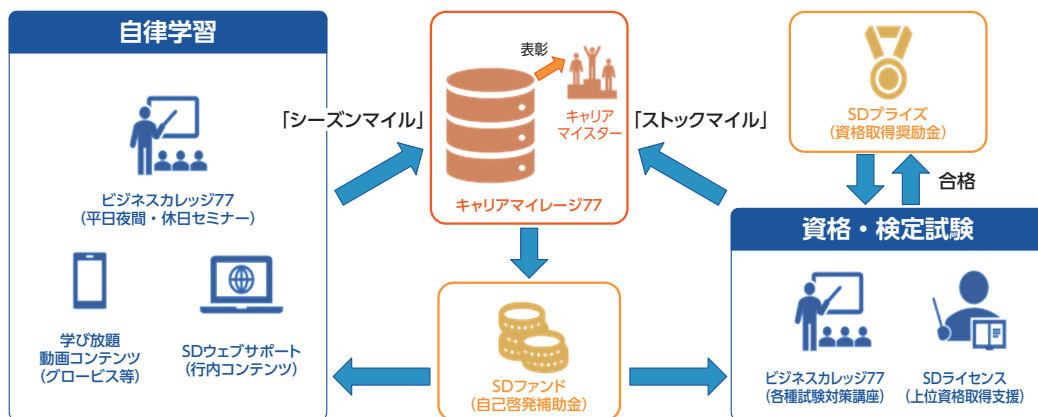 自律学習
ビジネスカレッジ77
（平日夜間・休日セミナー）
学び放題
動画コンテンツ
（グロービス等）
SDウェブサポート
（行内コンテンツ）
「シーズンマイル」
表彰
キャリア
マイスター
キャリアマイレージ77
「ストックマイル」
SDファンド
（自己啓発補助金）
SDプライズ
（資格取得奨励金）
合格
資格・検定試験
ビジネスカレッジ77
（各種試験対策講座）
SDライセンス
（上位資格取得支援）